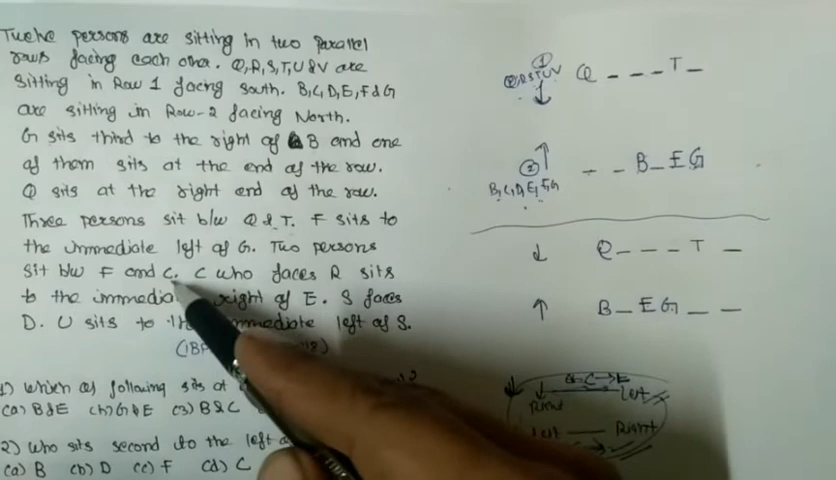 Twelve persons are sitting in two parallel
rows facing each other. Q,R,S,T,U &V are
sitting in Row 1 facing south. B,C,D,E,F & G
are sitting in Row-2 facing North.
G sits third to the right of B and one
of them sits at the end of the row.
Q sits at the right end of the row.
Three persons sit b/w Q & T. F sits to
the immediate left of G. Two persons
sit b/w F and C. C who faces R sits
to the immedia right of E. S faces
D. U sits to immediate left of S.
1) Which of following sits at
(a) B&E (b) G&E (3) B&C
2) Who sits second to the left
(a) B (b) D (c) F (d) C
①
Q,R,S,T,U,V ↓
Q _ _ _ T _
② ↑
B,C,D,E,F,G
_ _ B _ F G
↓ Q _ _ _ T _
↑ B _ F G _ _
Left
Left Right